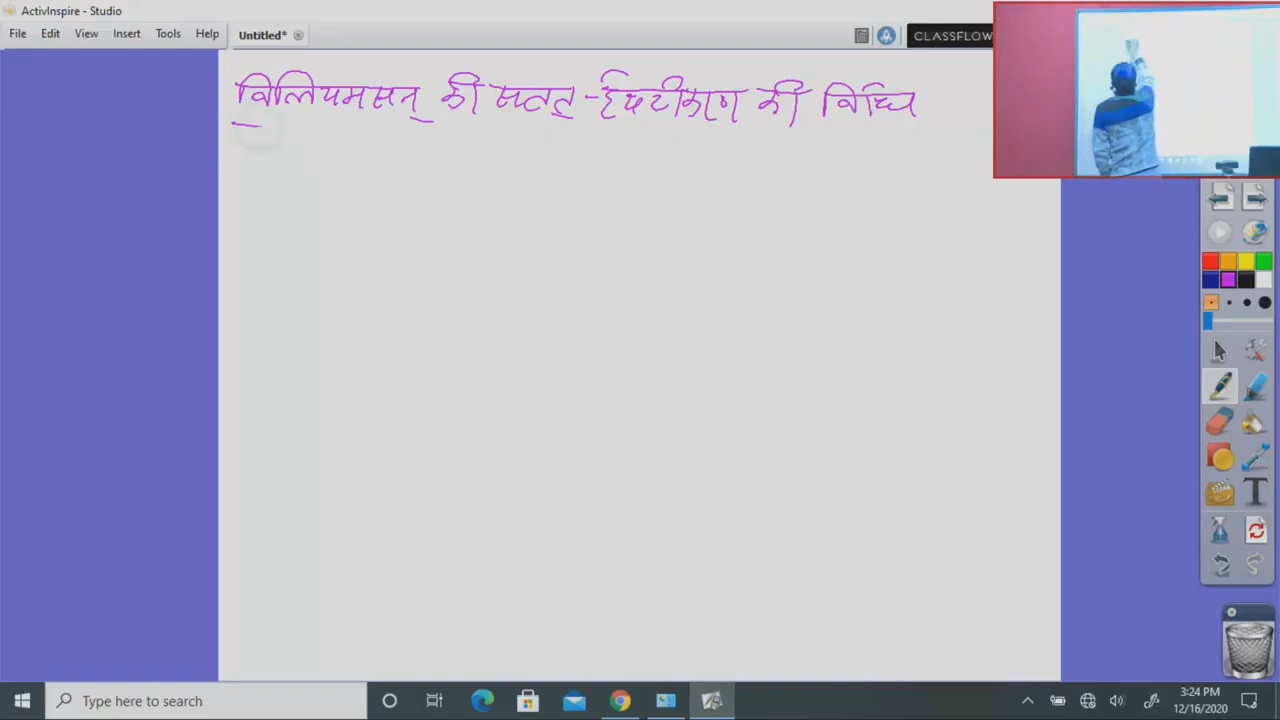 ActivInspire - Studio
File Edit View Insert Tools Help Untitled* CLASSFLOW
विलियमसन् की सतत् - ईथरीकरण की विधि
T
Type here to search
3:24 PM
12/16/2020